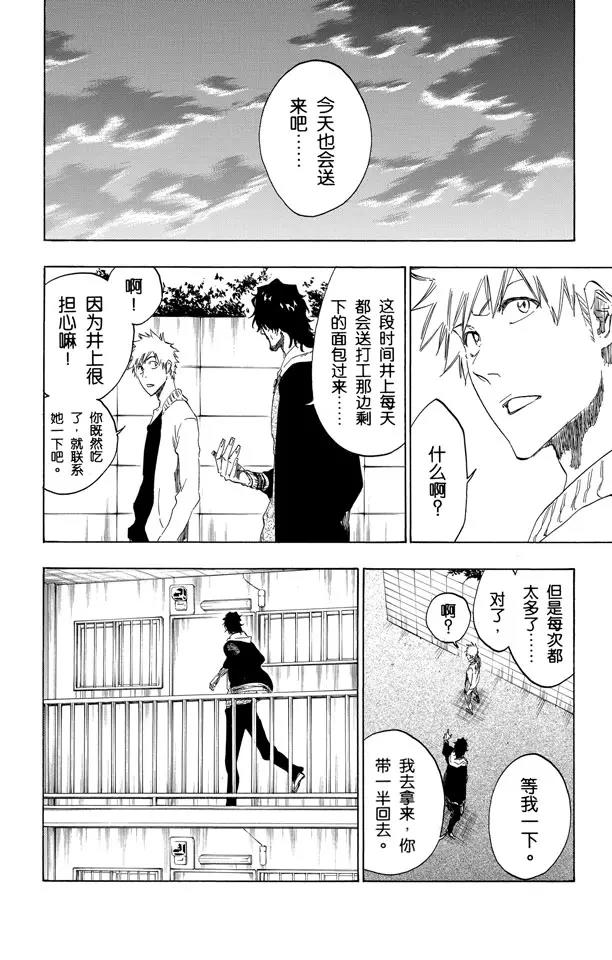 今天也会送
来吧……
什么啊？
这段时间井上每天
都会送打工那边剩
下的面包过来……
啊！
因为井上很
担心嘛！
你既然吃
了，就联系
她一下吧。
但是每次都
太多了……
对了，
啊？
等我一下。
我去拿来，你
带一半回去。